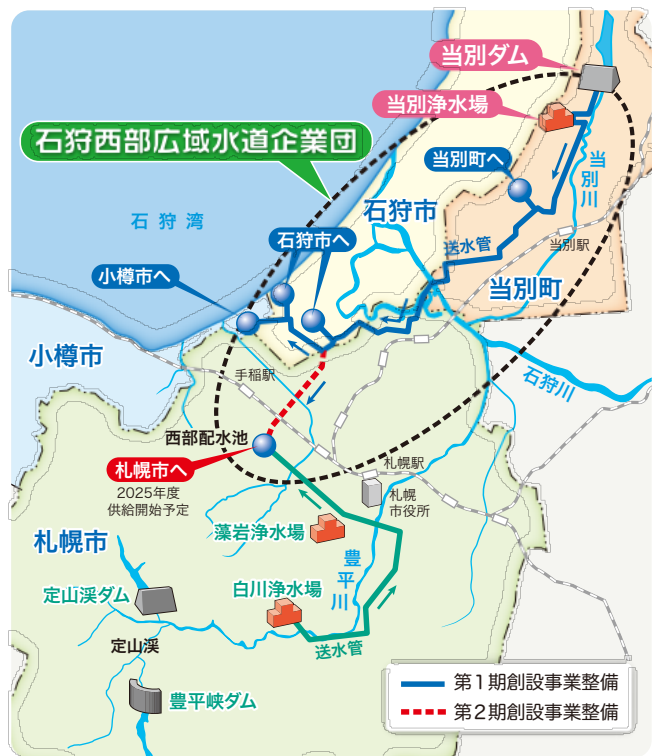 当別ダム
当別浄水場
石狩西部広域水道企業団
当別町へ
当別川
石狩市
石狩湾
石狩市へ
送水管
当別駅
小樽市へ
当別町
小樽市
手稲駅
石狩川
西部配水池
札幌市へ
2025年度
供給開始予定
札幌駅
札幌
市役所
藻岩浄水場
札幌市
豊平川
定山渓ダム
白川浄水場
定山渓
送水管
豊平峡ダム
第1期創設事業整備
第2期創設事業整備